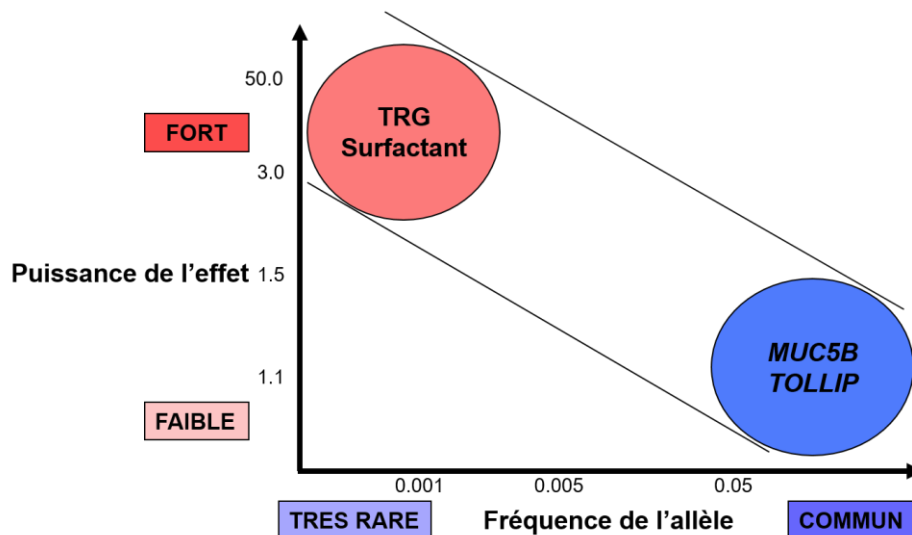 50.0
TRG
Surfactant
FORT
3.0
Puissance de l’effet
1.5
MUC5B
TOLLIP
1.1
FAIBLE
0.001
0.005
0.05
TRES RARE
Fréquence de l’allèle
COMMUN